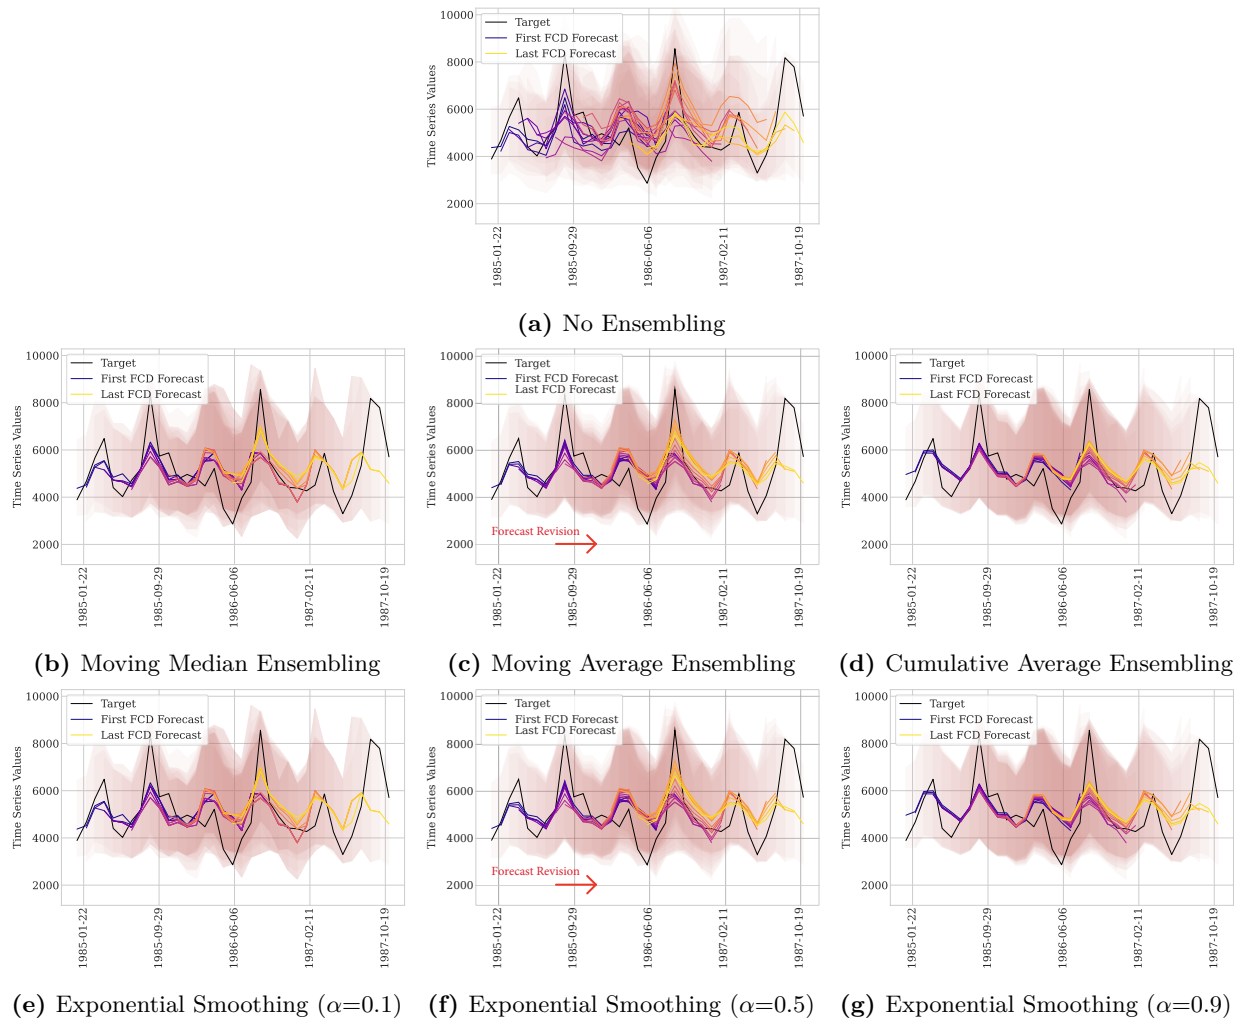 10000
8000
6000
4000
2000
Time Series Values
Target
First FCD Forecast
Last FCD Forecast
1985-01-22
1985-09-29
1986-06-06
1987-02-11
1987-10-19
(a) No Ensembling
10000
8000
6000
4000
2000
Time Series Values
Target
First FCD Forecast
Last FCD Forecast
1985-01-22
1985-09-29
1986-06-06
1987-02-11
1987-10-19
(b) Moving Median Ensembling
10000
8000
6000
4000
2000
Time Series Values
Target
First FCD Forecast
Last FCD Forecast
Forecast Revision
1985-01-22
1985-09-29
1986-06-06
1987-02-11
1987-10-19
(c) Moving Average Ensembling
10000
8000
6000
4000
2000
Time Series Values
Target
First FCD Forecast
Last FCD Forecast
1985-01-22
1985-09-29
1986-06-06
1987-02-11
1987-10-19
(d) Cumulative Average Ensembling
10000
8000
6000
4000
2000
Time Series Values
Target
First FCD Forecast
Last FCD Forecast
1985-01-22
1985-09-29
1986-06-06
1987-02-11
1987-10-19
(e) Exponential Smoothing (α=0.1)
10000
8000
6000
4000
2000
Time Series Values
Target
First FCD Forecast
Last FCD Forecast
Forecast Revision
1985-01-22
1985-09-29
1986-06-06
1987-02-11
1987-10-19
(f) Exponential Smoothing (α=0.5)
10000
8000
6000
4000
2000
Time Series Values
Target
First FCD Forecast
Last FCD Forecast
1985-01-22
1985-09-29
1986-06-06
1987-02-11
1987-10-19
(g) Exponential Smoothing (α=0.9)